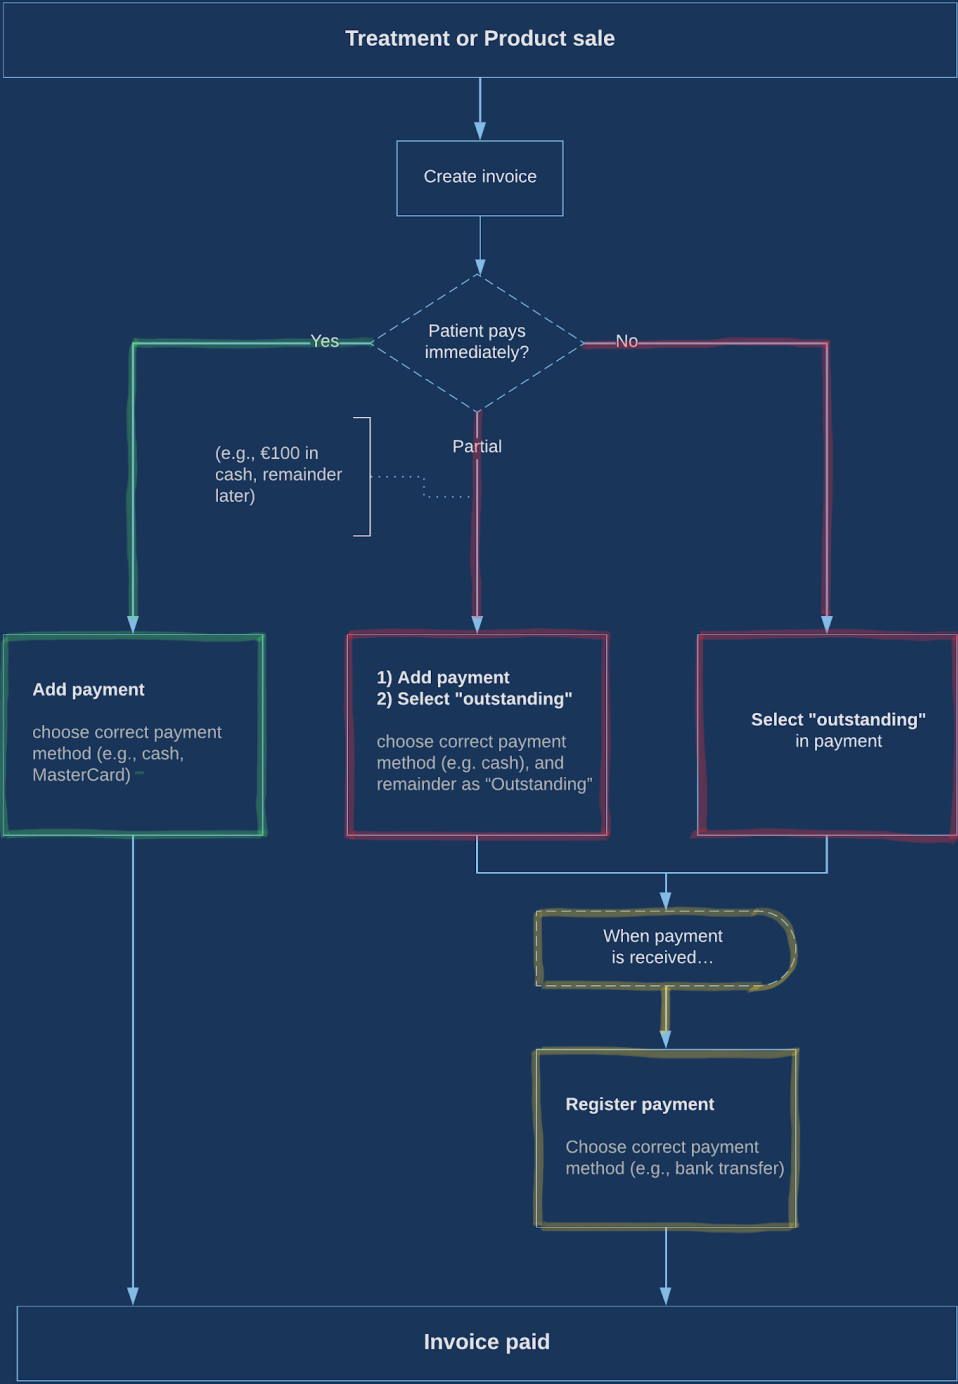 Treatment or Product sale
Create invoice
Patient pays
immediately?
Yes
No
Partial
(e.g., €100 in
cash, remainder
later)
Add payment
choose correct payment
method (e.g., cash,
MasterCard)
1) Add payment
2) Select "outstanding"
choose correct payment
method (e.g. cash), and
remainder as “Outstanding”
Select "outstanding"
in payment
When payment
is received…
Register payment
Choose correct payment
method (e.g., bank transfer)
Invoice paid